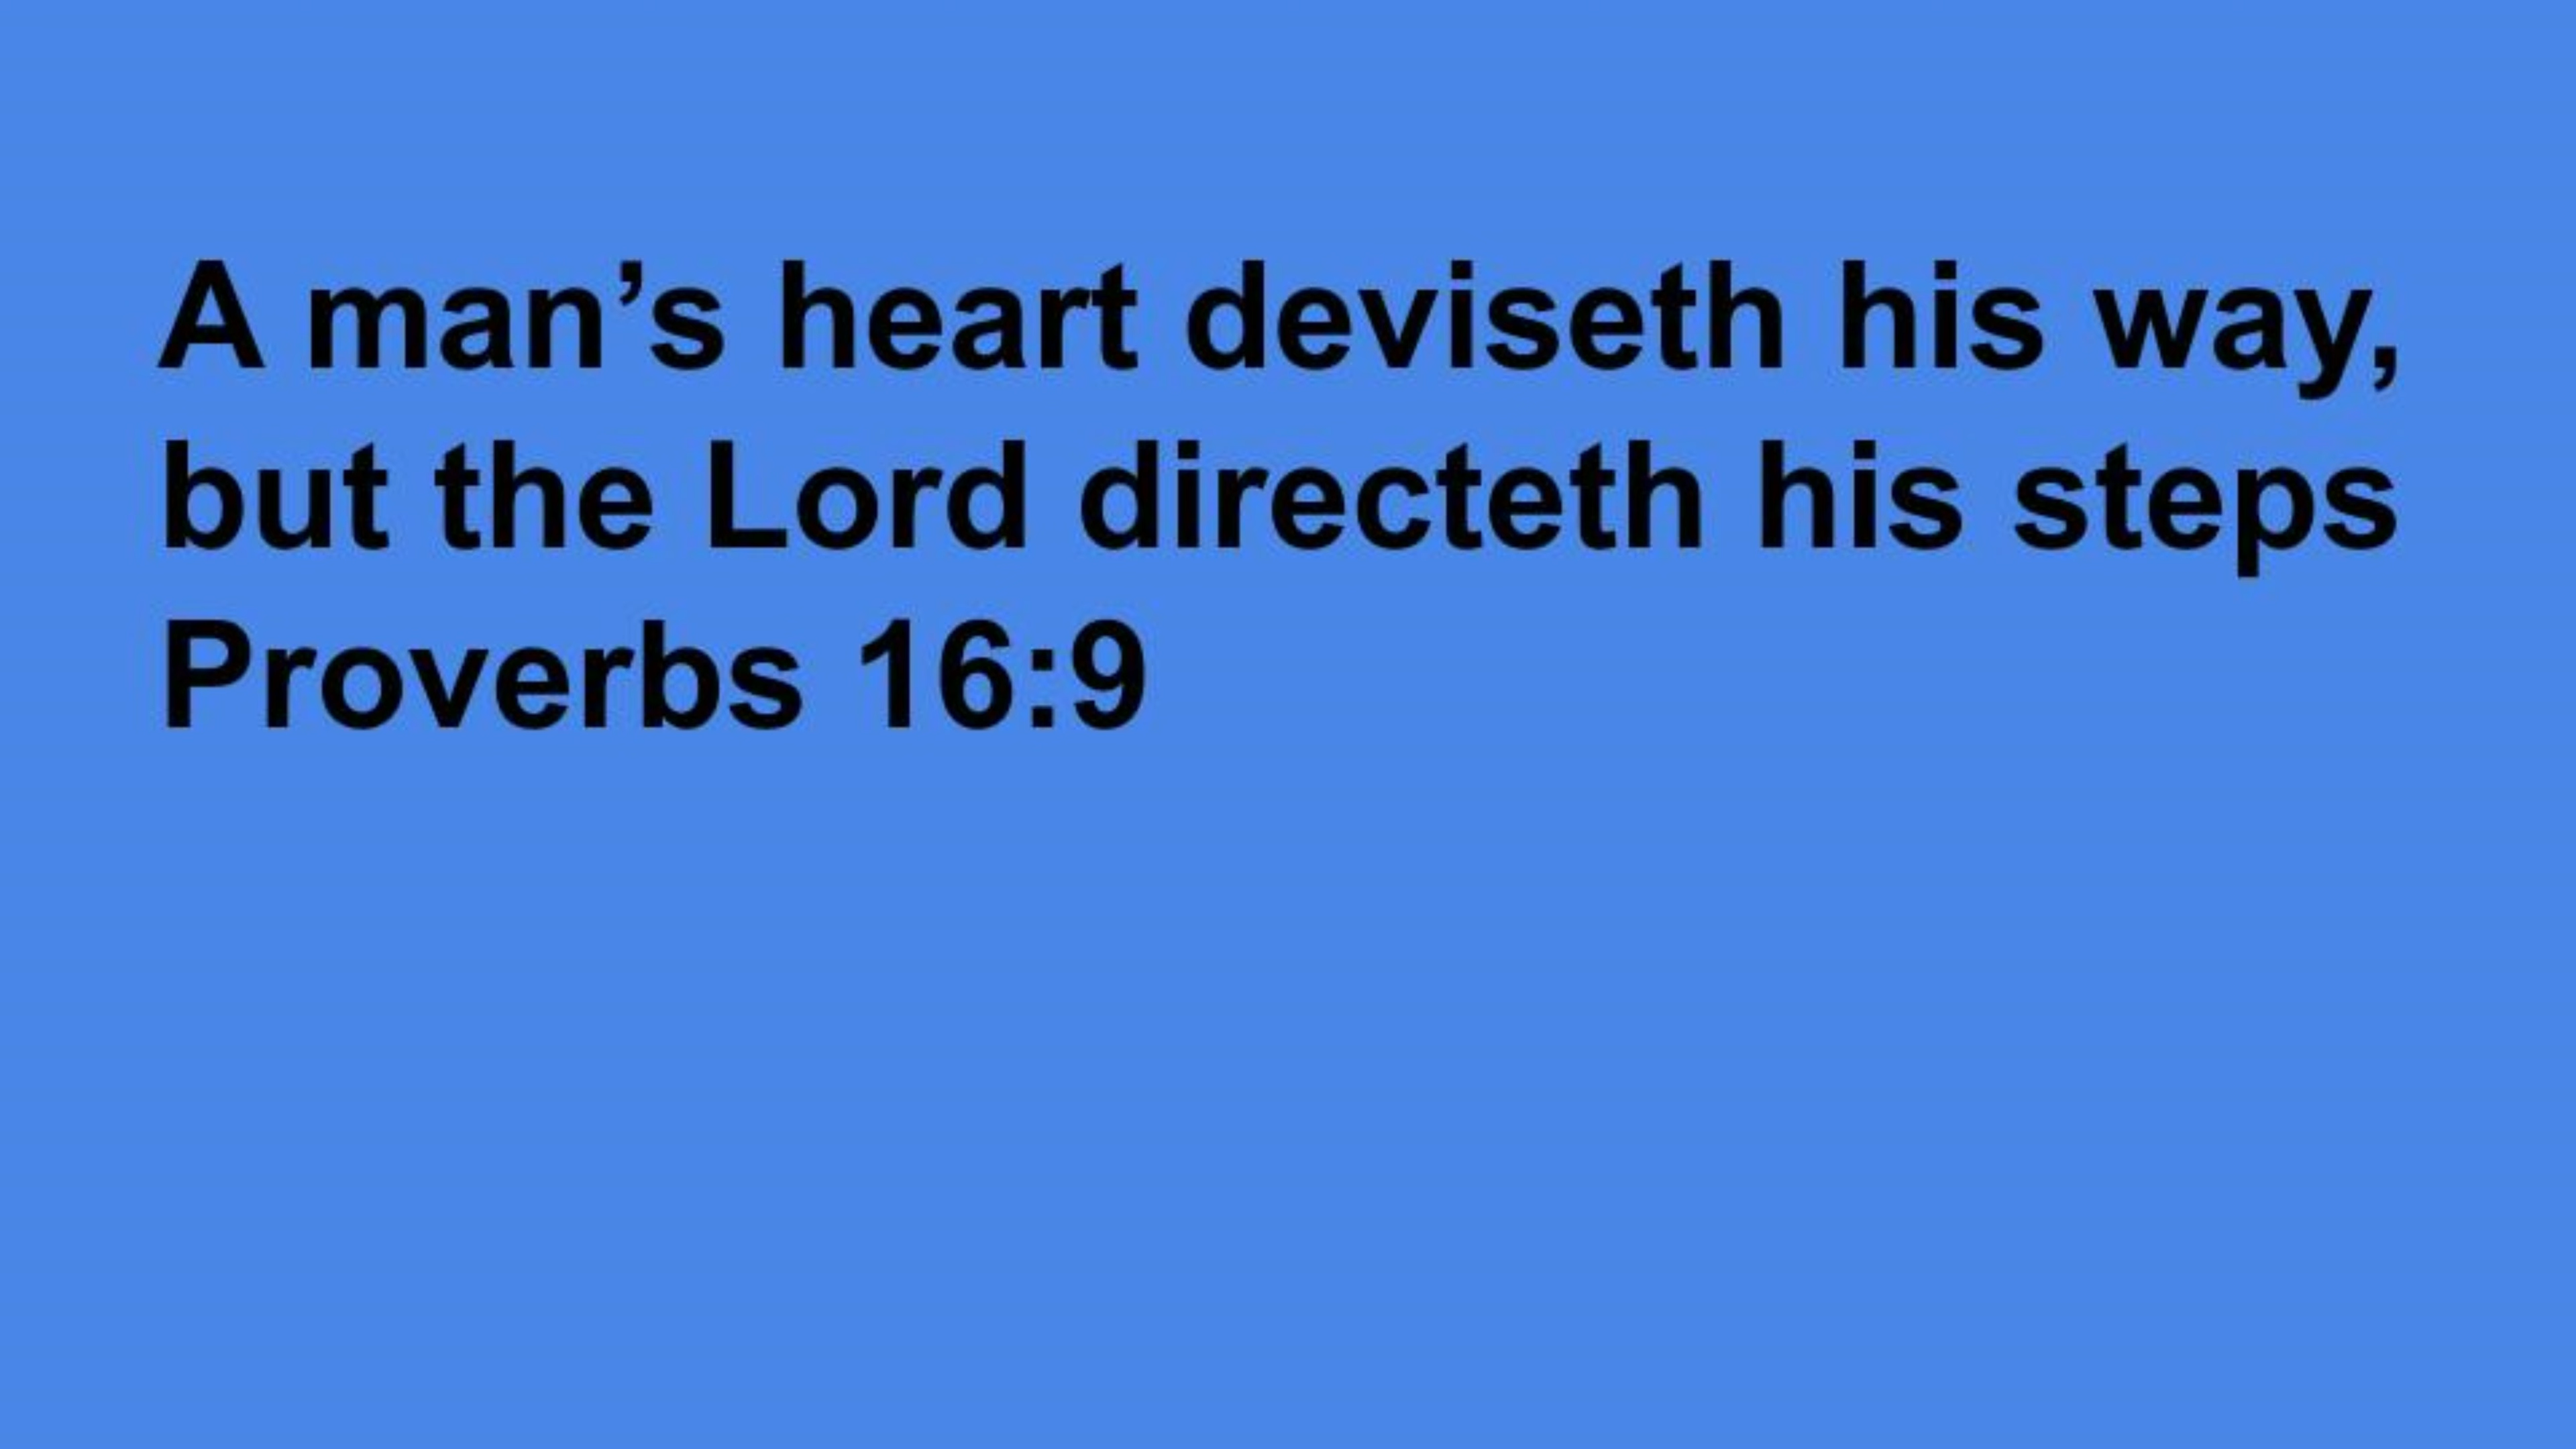 A man’s heart deviseth his way,
but the Lord directeth his steps
Proverbs 16:9